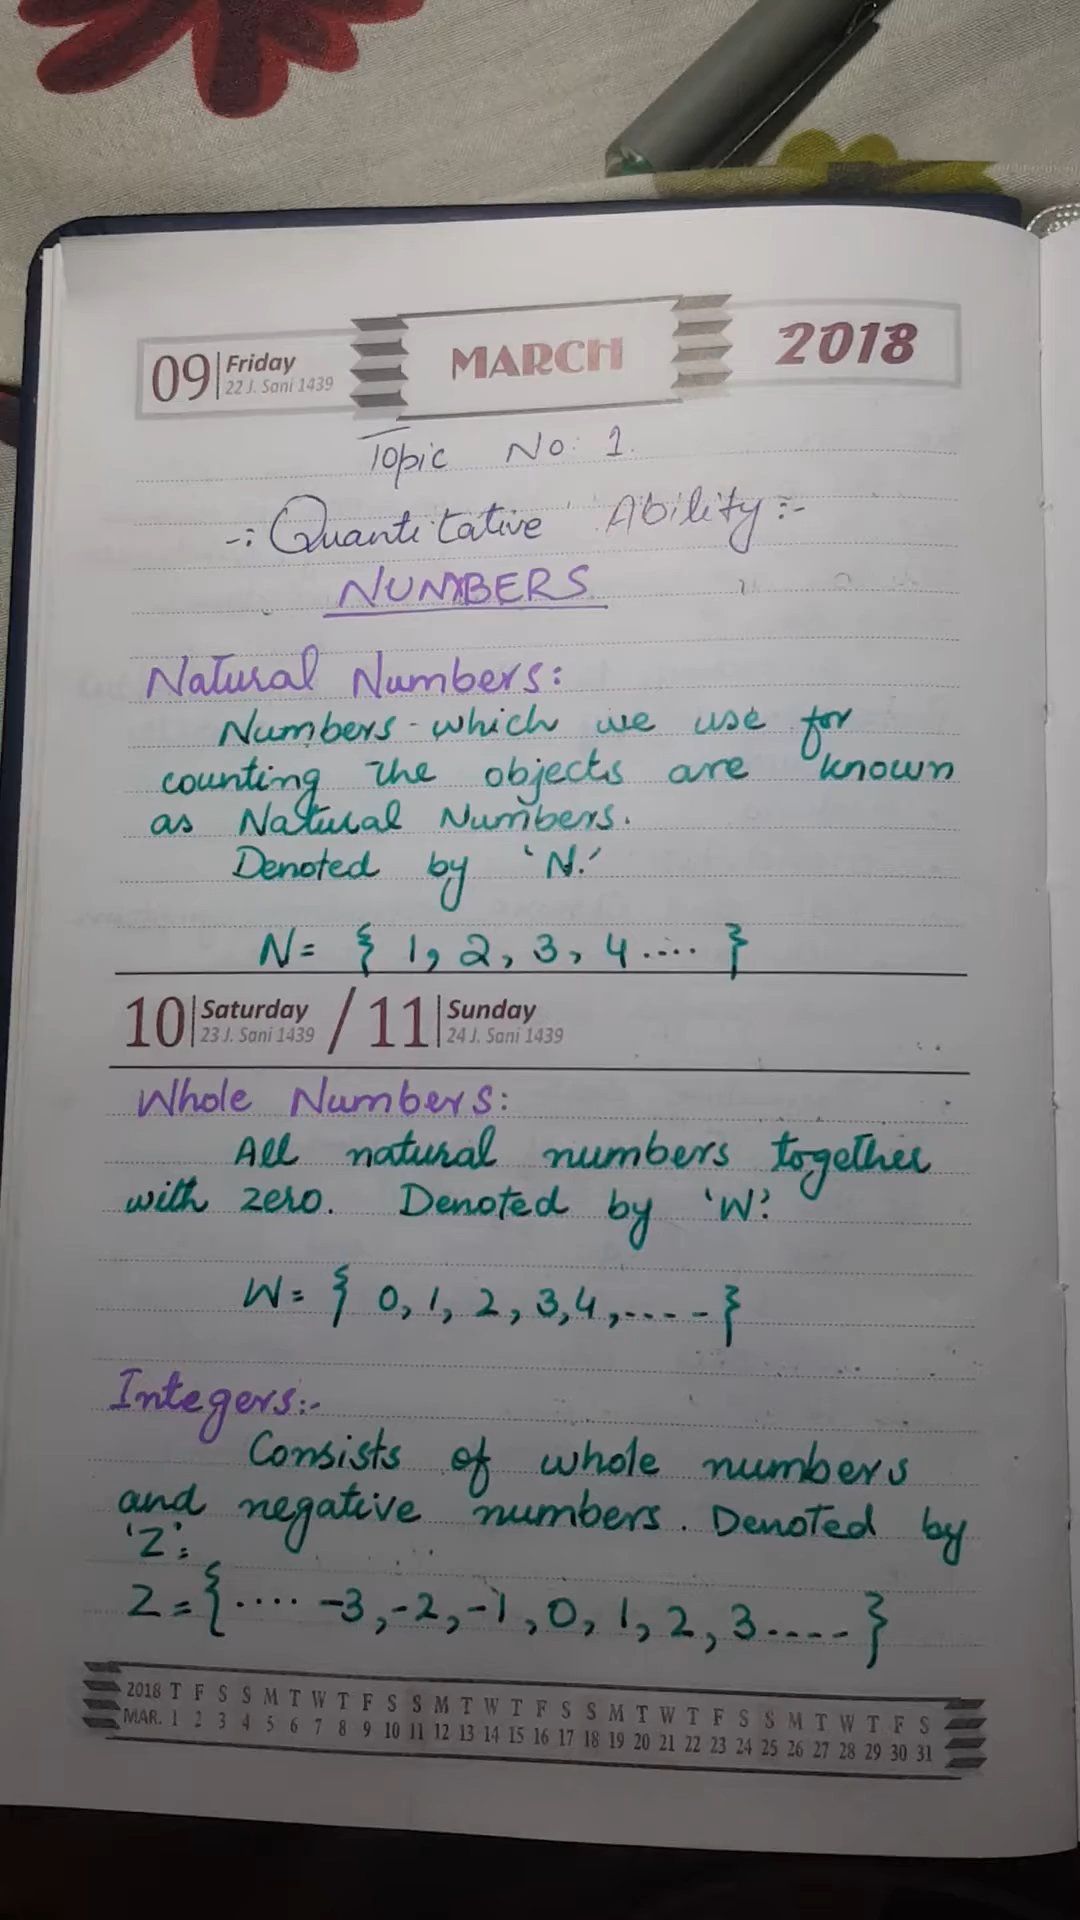 09 Friday
22 J. Sani 1439
MARCH
2018
Topic No: 1.
-: Quantitative Ability :-
NUMBERS
Natural Numbers:
Numbers which we use for
counting the objects are known
as Natural Numbers.
Denoted by 'N.'
N= { 1, 2, 3, 4 .... }
10 Saturday / 11 Sunday
23 J. Sani 1439 24 J. Sani 1439
Whole Numbers:
All natural numbers together
with zero. Denoted by 'W'.
W= { 0, 1, 2, 3, 4, ..... }
Integers:-
Consists of whole numbers
and negative numbers. Denoted by
'Z'.
Z = { .... -3, -2, -1, 0, 1, 2, 3 ..... }
2018 T F S S M T W T F S S M T W T F S S M T W T F S S M T W T F S
MAR. 1 2 3 4 5 6 7 8 9 10 11 12 13 14 15 16 17 18 19 20 21 22 23 24 25 26 27 28 29 30 31